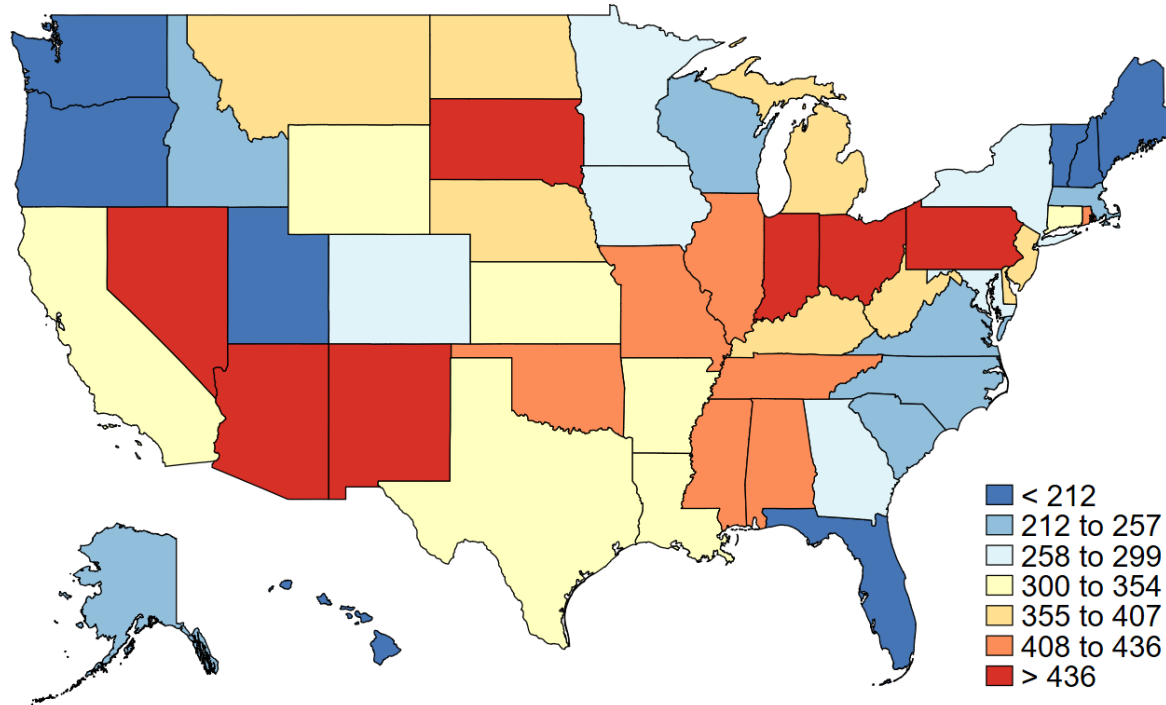 < 212
212 to 257
258 to 299
300 to 354
355 to 407
408 to 436
> 436